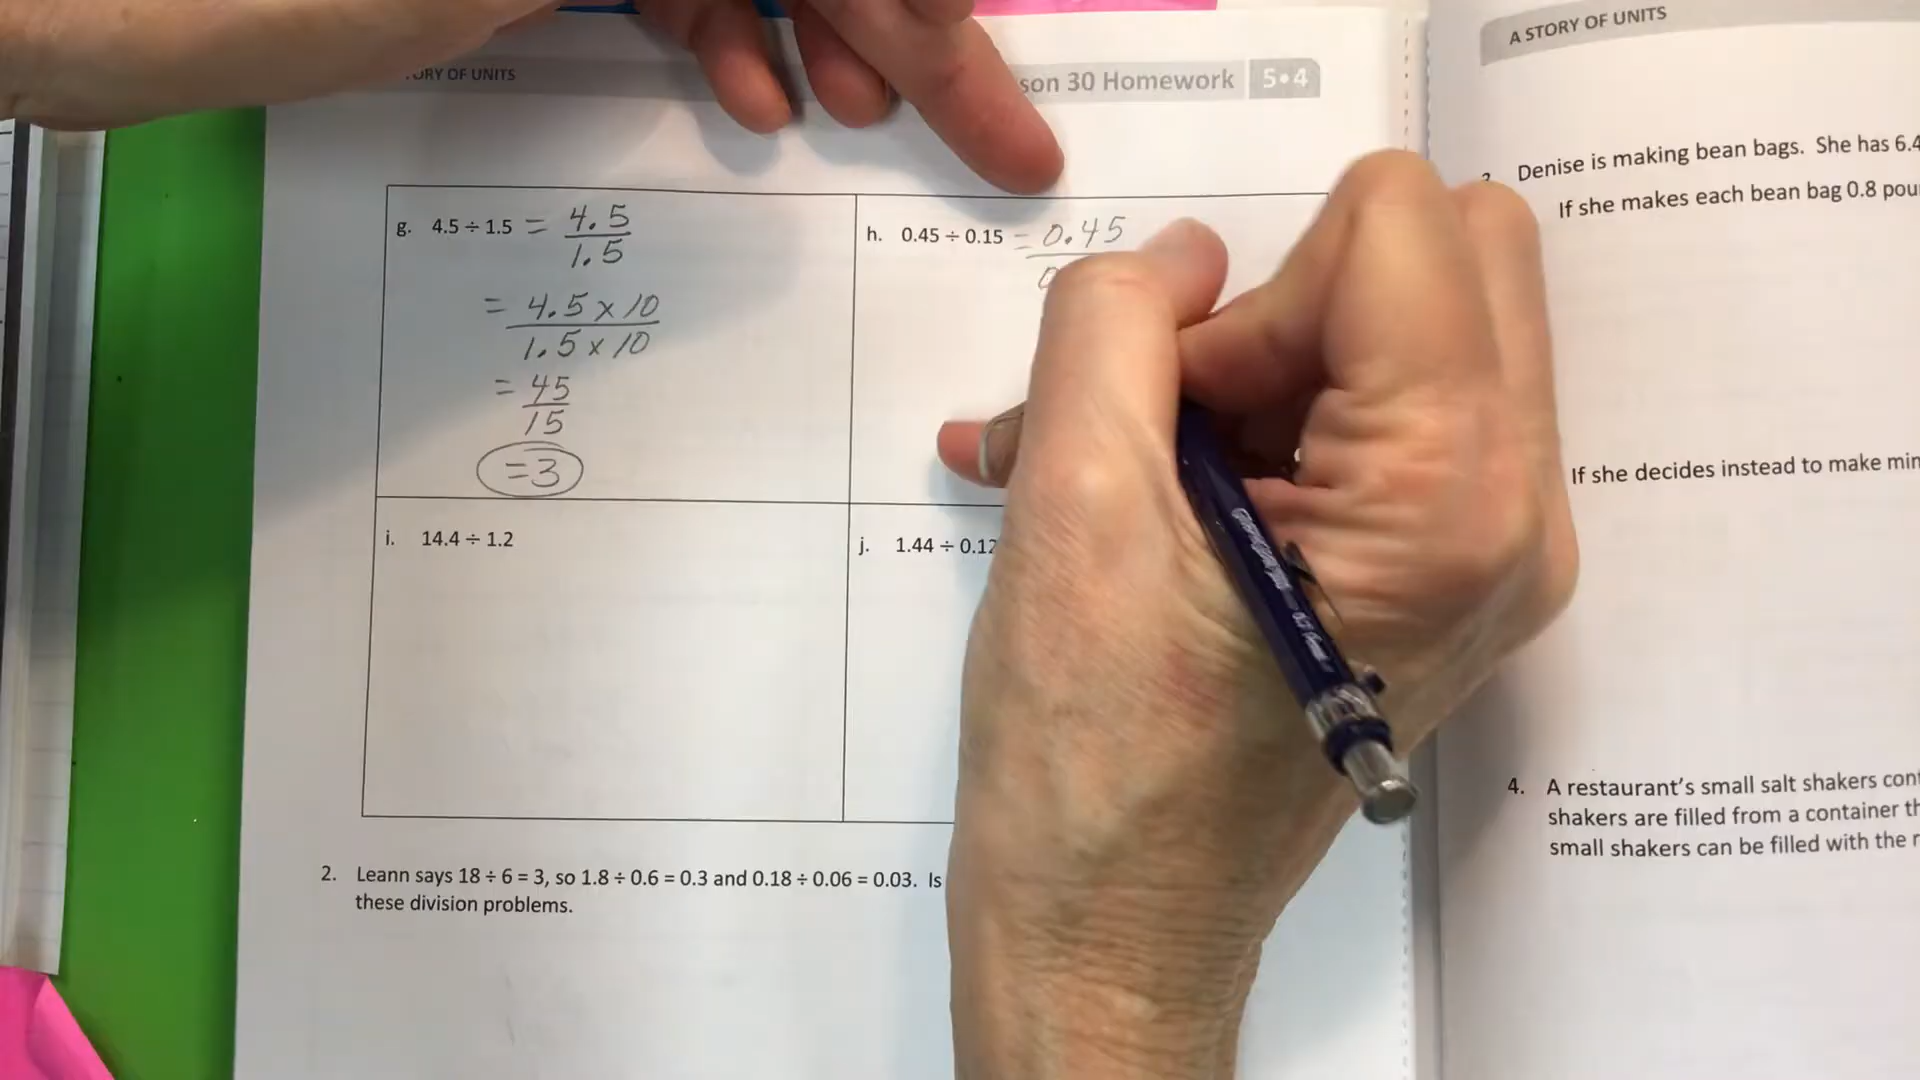 ORY OF UNITS
son 30 Homework 5•4
g. 4.5 ÷ 1.5 = 4.5
1.5
= 4.5 x 10
1.5 x 10
= 45
15
= 3
h. 0.45 ÷ 0.15 = 0.45
0
i. 14.4 ÷ 1.2
j. 1.44 ÷ 0.12
2. Leann says 18 ÷ 6 = 3, so 1.8 ÷ 0.6 = 0.3 and 0.18 ÷ 0.06 = 0.03. Is
these division problems.
A STORY OF UNITS
Denise is making bean bags. She has 6.4
If she makes each bean bag 0.8 pou
If she decides instead to make min
4. A restaurant's small salt shakers con
shakers are filled from a container th
small shakers can be filled with the r